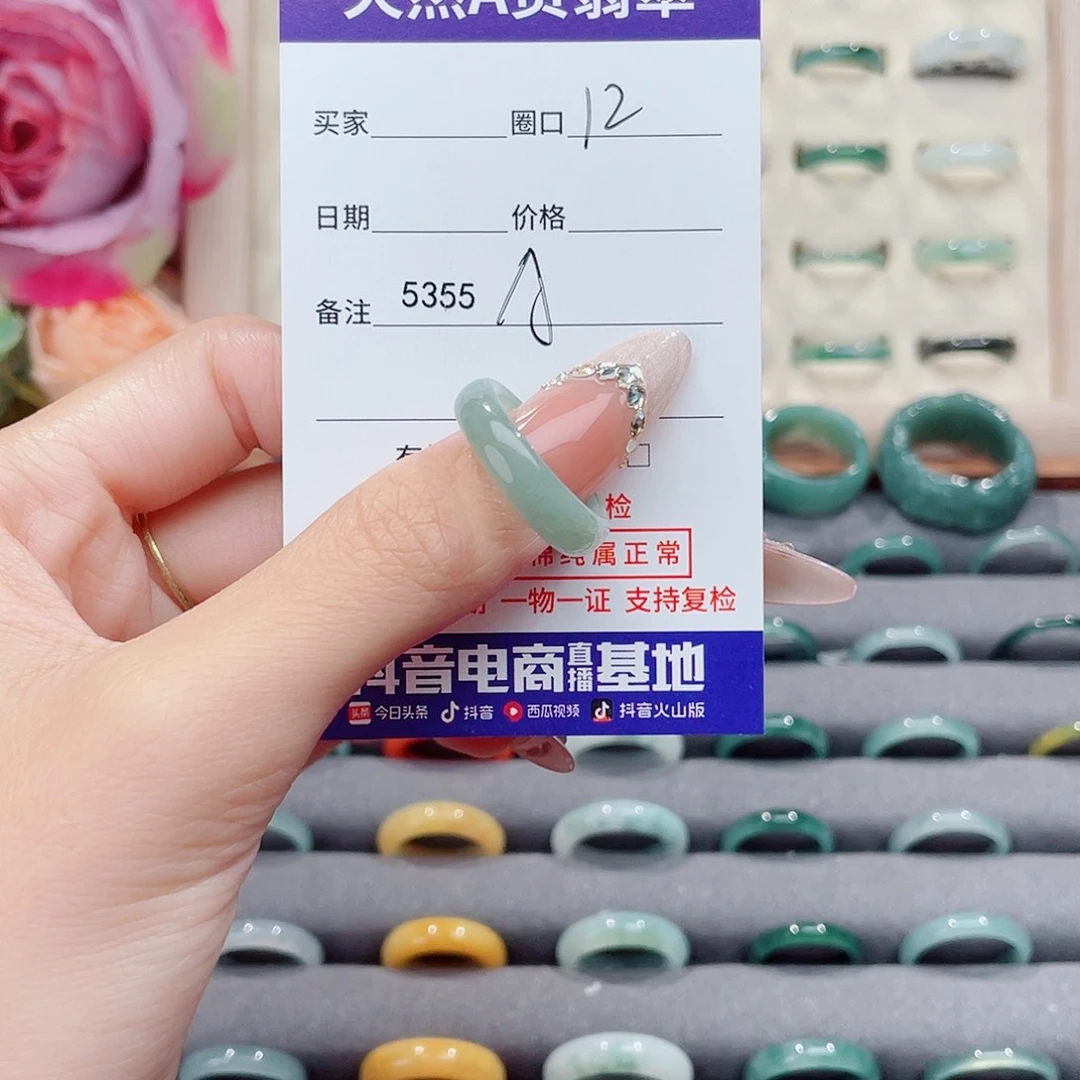 天然A货翡翠
买家 圈口 12
日期 价格
备注 5355
检
属正常
一物一证 支持复检
抖音电商直播基地
头条 今日头条 抖音 西瓜视频 抖音火山版